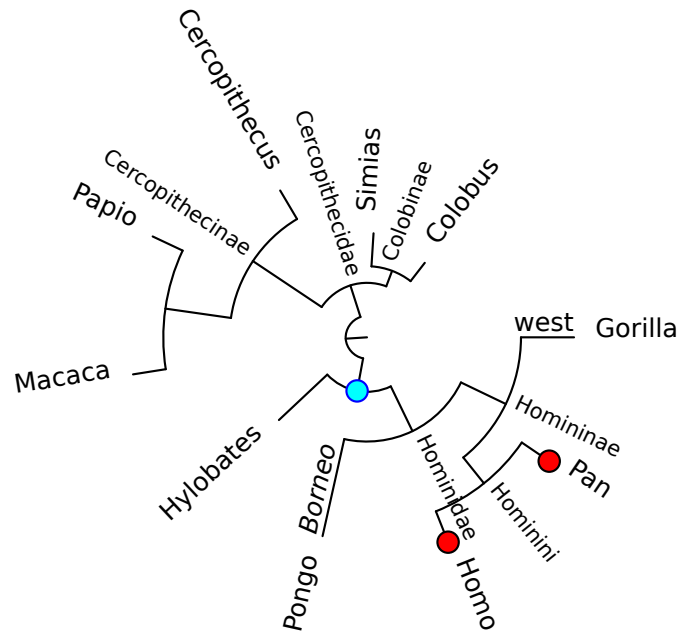 Cercopithecus
Cercopithecidae
Simias
Colobinae
Colobus
Cercopithecinae
Papio
Macaca
west
Gorilla
Homininae
Hominidae
Pan
Hylobates
Borneo
Hominini
Pongo
Homo